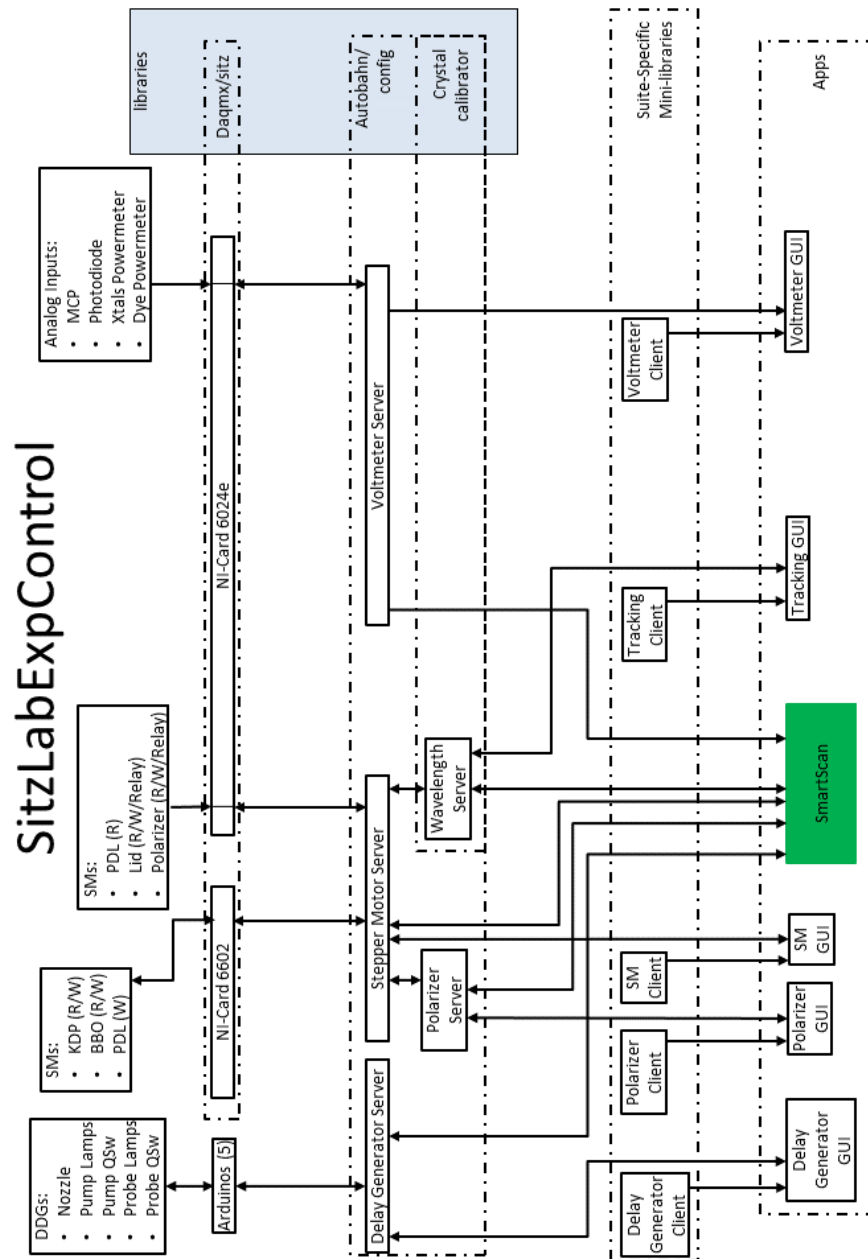 SitzLabExpControl
DDGs:
• Nozzle
• Pump Lamps
• Pump QSw
• Probe Lamps
• Probe QSw
SMs:
• KDP (R/W)
• BBO (R/W)
• PDL (W)
SMs:
• PDL (R)
• Lid (R/W/Relay)
• Polarizer (R/W/Relay)
Analog Inputs:
• MCP
• Photodiode
• Xtals Powermeter
• Dye Powermeter
libraries
Arduinos (5)
NI-Card 6602
NI-Card 6024e
Daqmx/sitz
Delay Generator Server
Stepper Motor Server
Voltmeter Server
Autobahn/
config
Polarizer
Server
Wavelength
Server
Crystal
calibrator
Delay
Generator
Client
Polarizer
Client
SM
Client
Tracking
Client
Voltmeter
Client
Suite-Specific
Mini-libraries
Delay
Generator
GUI
Polarizer
GUI
SM
GUI
SmartScan
Tracking GUI
Voltmeter GUI
Apps